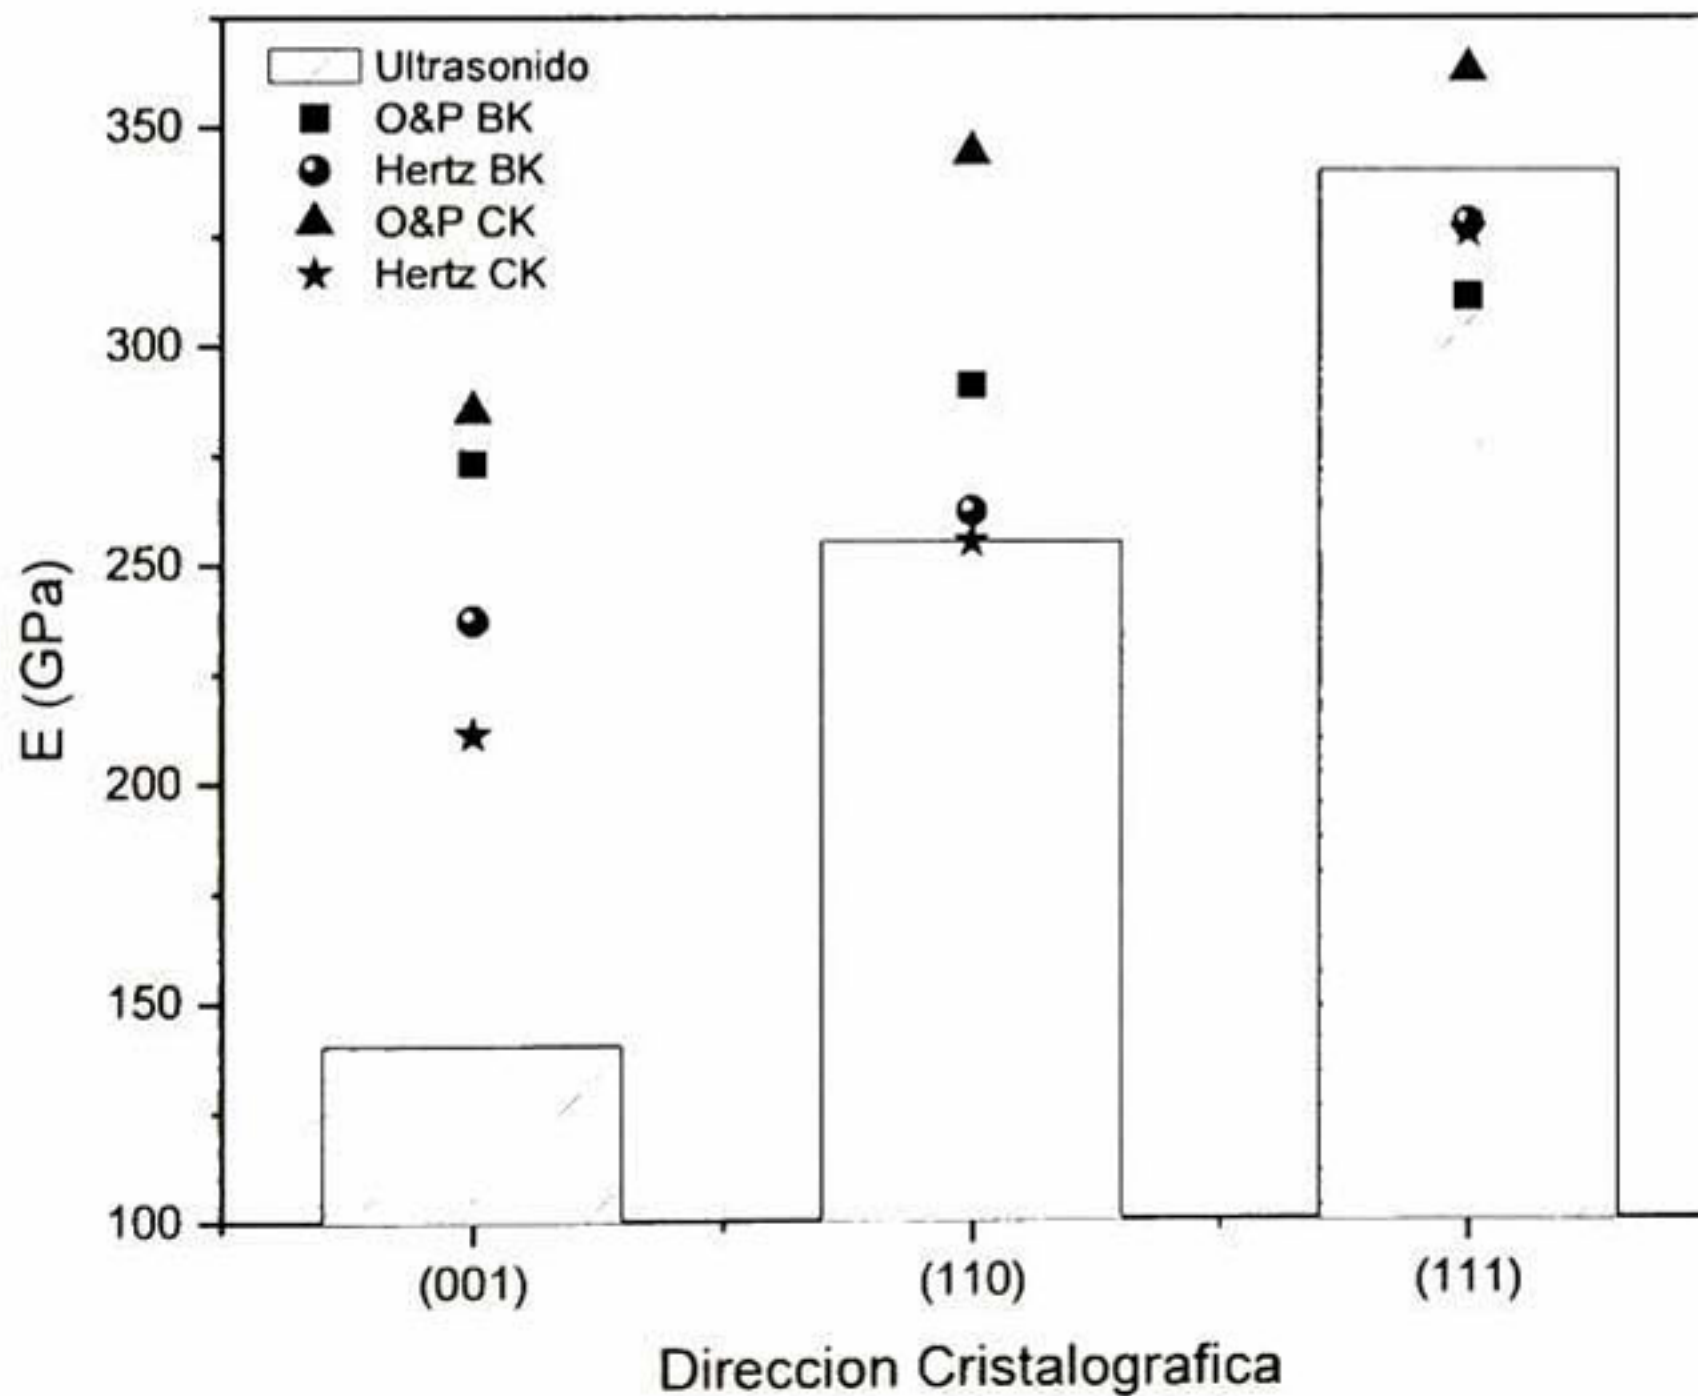 Ultrasonido
O&P BK
Hertz BK
O&P CK
Hertz CK
350
300
250
200
150
100
E (GPa)
(001)
(110)
(111)
Direccion Cristalografica